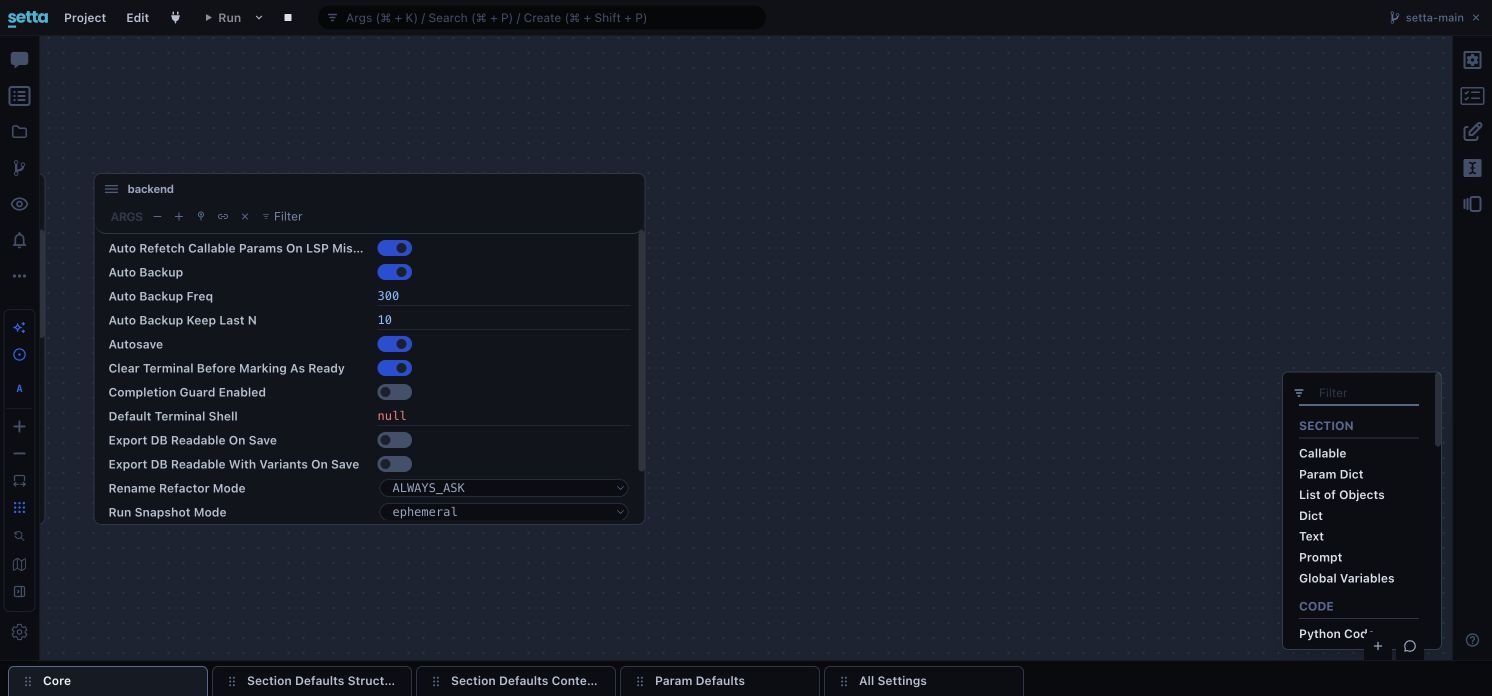 setta Project Edit Run Args (⌘ + K) / Search (⌘ + P) / Create (⌘ + Shift + P) setta-main
backend
ARGS Filter
Auto Refetch Callable Params On LSP Mis...
Auto Backup
Auto Backup Freq 300
Auto Backup Keep Last N 10
Autosave
Clear Terminal Before Marking As Ready
Completion Guard Enabled
Default Terminal Shell null
Export DB Readable On Save
Export DB Readable With Variants On Save
Rename Refactor Mode ALWAYS_ASK
Run Snapshot Mode ephemeral
A
Filter
SECTION
Callable
Param Dict
List of Objects
Dict
Text
Prompt
Global Variables
CODE
Python Cod
Core Section Defaults Struct... Section Defaults Conte... Param Defaults All Settings